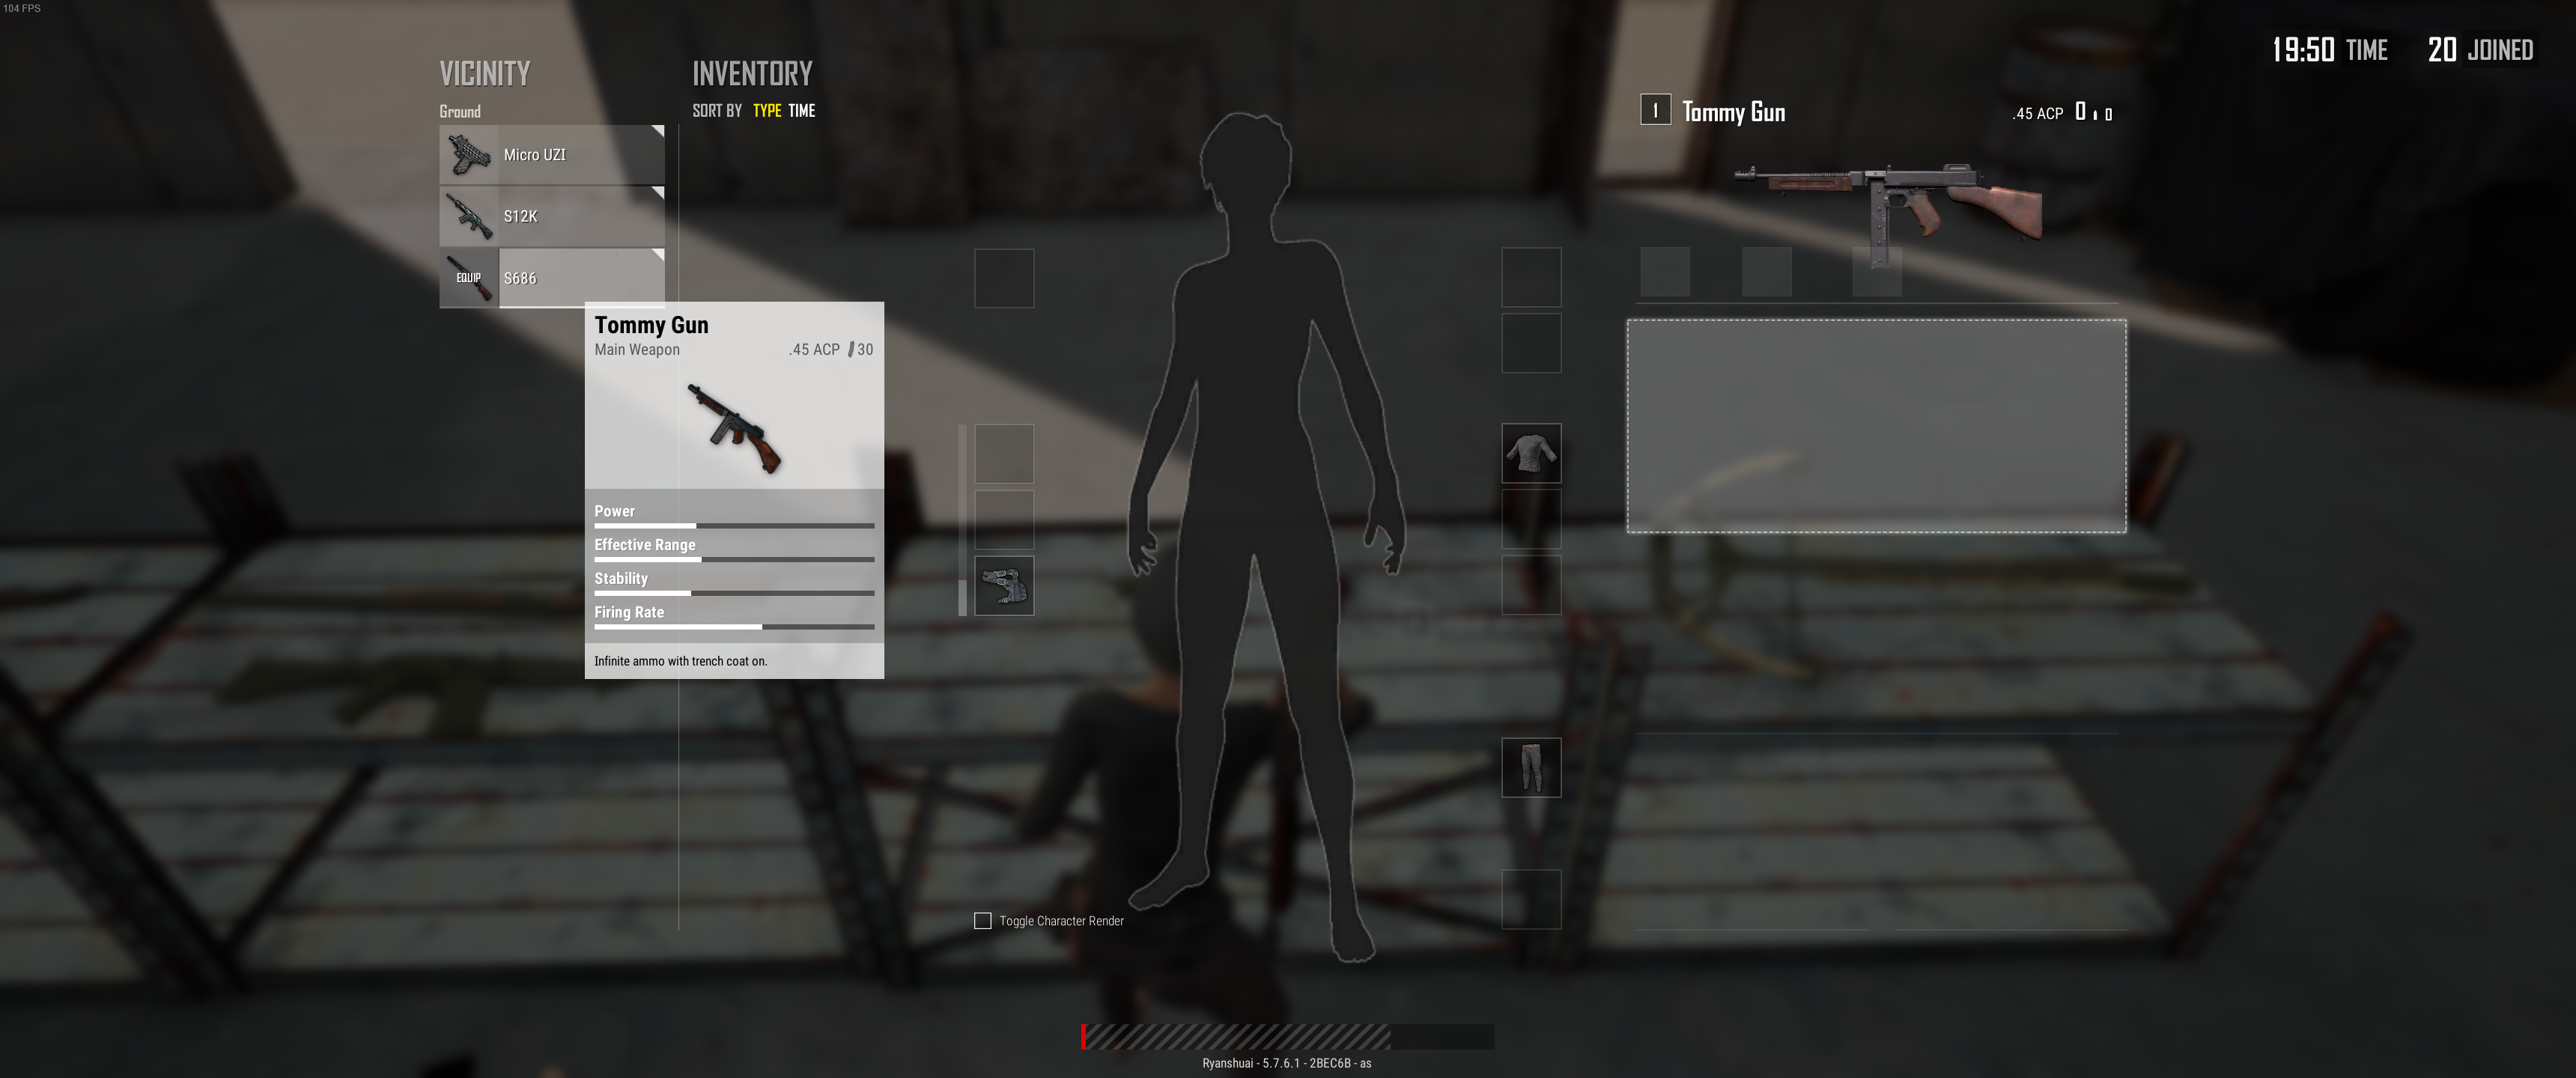 104 FPS
19:50 TIME 20 JOINED
VICINITY
Ground
Micro UZI
S12K
EQUIP S686
INVENTORY
SORT BY TYPE TIME
Tommy Gun
Main Weapon .45 ACP 30
Power
Effective Range
Stability
Firing Rate
Infinite ammo with trench coat on.
Toggle Character Render
1 Tommy Gun .45 ACP 0 0
Ryanshuai - 5.7.6.1 - 2BEC6B - as